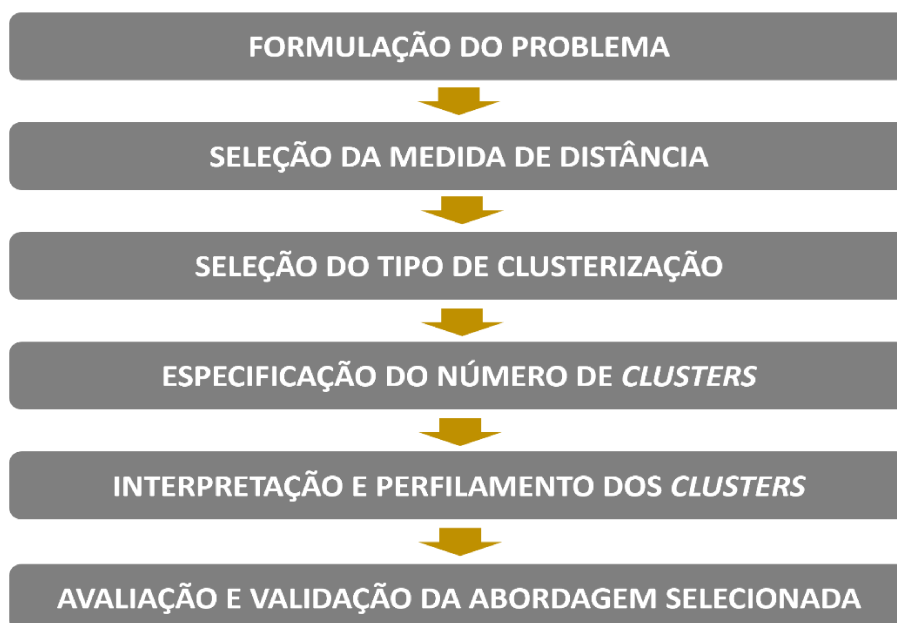 FORMULAÇÃO DO PROBLEMA
SELEÇÃO DA MEDIDA DE DISTÂNCIA
SELEÇÃO DO TIPO DE CLUSTERIZAÇÃO
ESPECIFICAÇÃO DO NÚMERO DE CLUSTERS
INTERPRETAÇÃO E PERFILAMENTO DOS CLUSTERS
AVALIAÇÃO E VALIDAÇÃO DA ABORDAGEM SELECIONADA